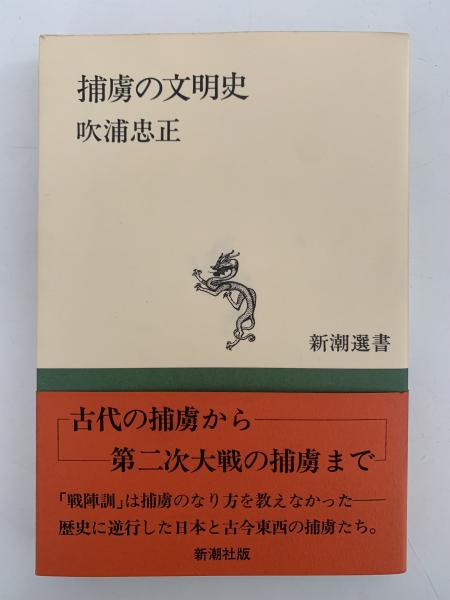 捕虜の文明史
吹浦忠正
新潮選書
古代の捕虜から
第二次大戦の捕虜まで
「戦陣訓」は捕虜のなり方を教えなかった──
歴史に逆行した日本と古今東西の捕虜たち。
新潮社版